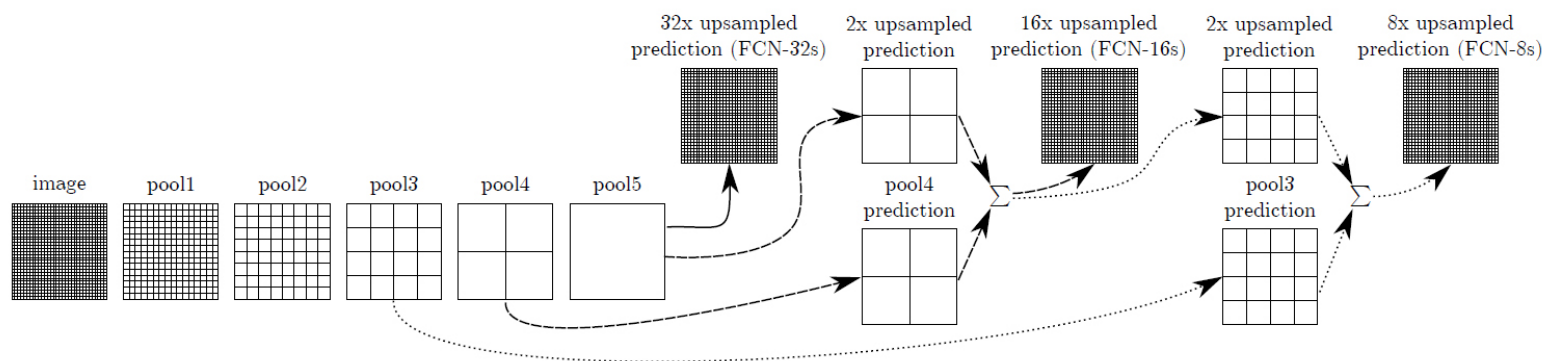 32x upsampled
prediction (FCN-32s)
2x upsampled
prediction
16x upsampled
prediction (FCN-16s)
2x upsampled
prediction
8x upsampled
prediction (FCN-8s)
image
pool1
pool2
pool3
pool4
pool5
pool4
prediction
∑
pool3
prediction
∑